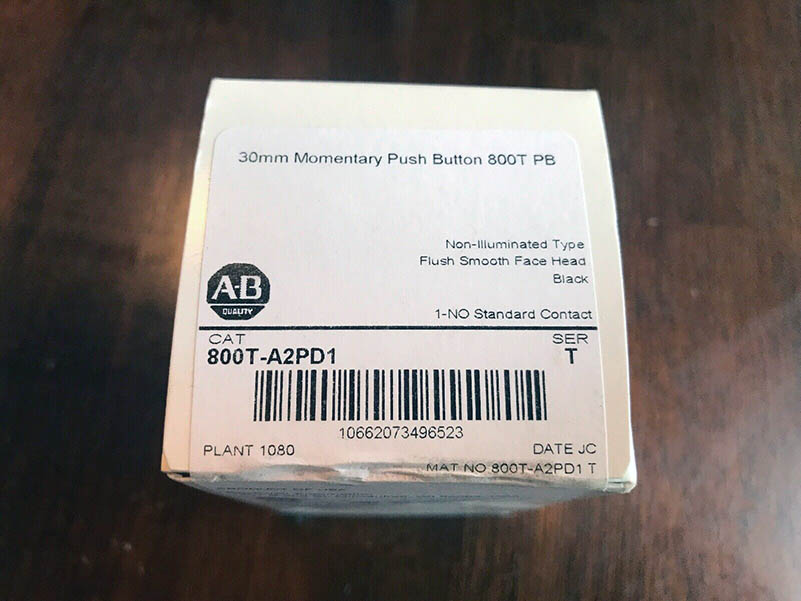 30mm Momentary Push Button 800T PB
Non-Illuminated Type
Flush Smooth Face Head
Black
A-B
QUALITY
1-NO Standard Contact
CAT SER
800T-A2PD1 T
10662073496523
PLANT 1080 DATE JC
MAT NO 800T-A2PD1 T